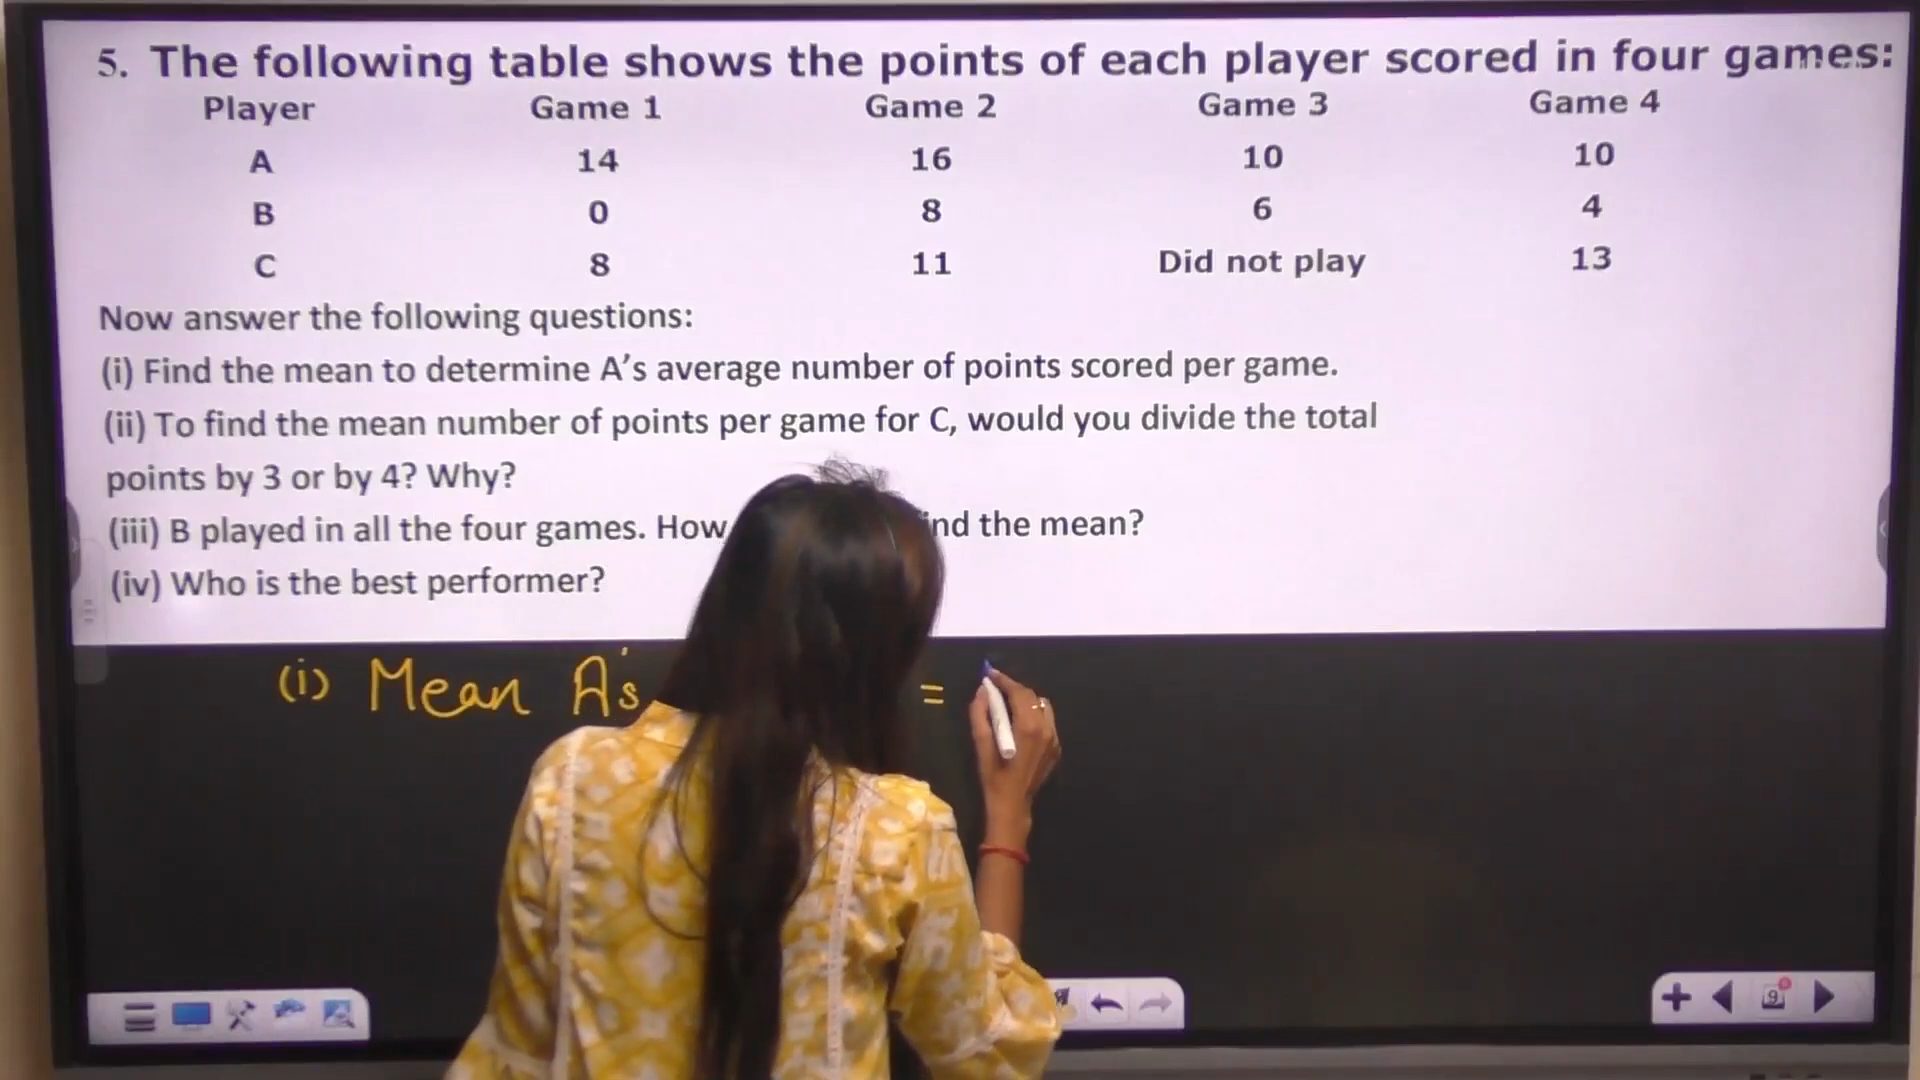 5. The following table shows the points of each player scored in four games:
Player Game 1 Game 2 Game 3 Game 4
A 14 16 10 10
B 0 8 6 4
C 8 11 Did not play 13
Now answer the following questions:
(i) Find the mean to determine A's average number of points scored per game.
(ii) To find the mean number of points per game for C, would you divide the total
points by 3 or by 4? Why?
(iii) B played in all the four games. How the mean?
(iv) Who is the best performer?
(i) Mean A's =
9